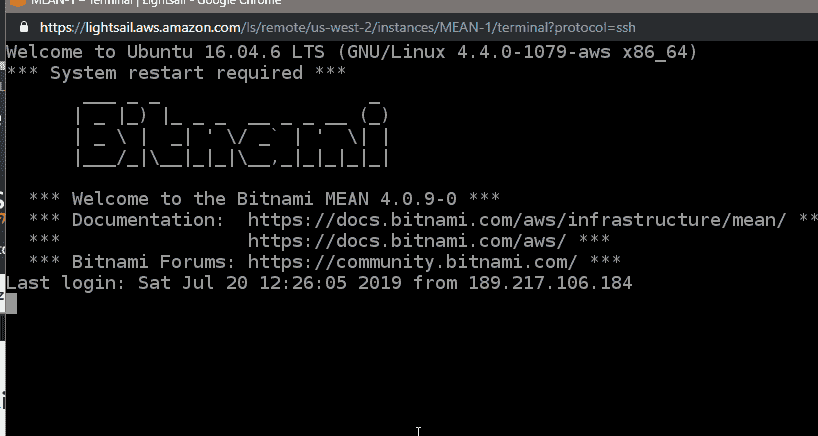 MEAN-1 – Terminal | Lightsail - Google Chrome
https://lightsail.aws.amazon.com/ls/remote/us-west-2/instances/MEAN-1/terminal?protocol=ssh
Welcome to Ubuntu 16.04.6 LTS (GNU/Linux 4.4.0-1079-aws x86_64)
*** System restart required ***
Bitnami
*** Welcome to the Bitnami MEAN 4.0.9-0 ***
*** Documentation:  https://docs.bitnami.com/aws/infrastructure/mean/ **
***                 https://docs.bitnami.com/aws/ ***
*** Bitnami Forums: https://community.bitnami.com/ ***
Last login: Sat Jul 20 12:26:05 2019 from 189.217.106.184